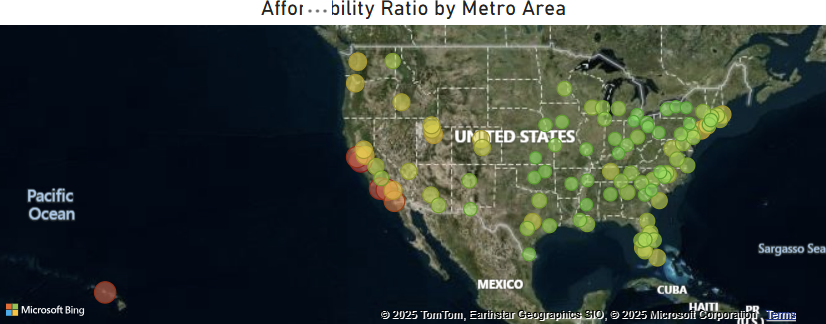 Affor...bility Ratio by Metro Area
UNITED STATES
Pacific
Ocean
Sargasso Sea
MEXICO
CUBA
HAITI
PR
(U.S.)
Microsoft Bing
© 2025 TomTom, Earthstar Geographics SIO, © 2025 Microsoft Corporation Terms